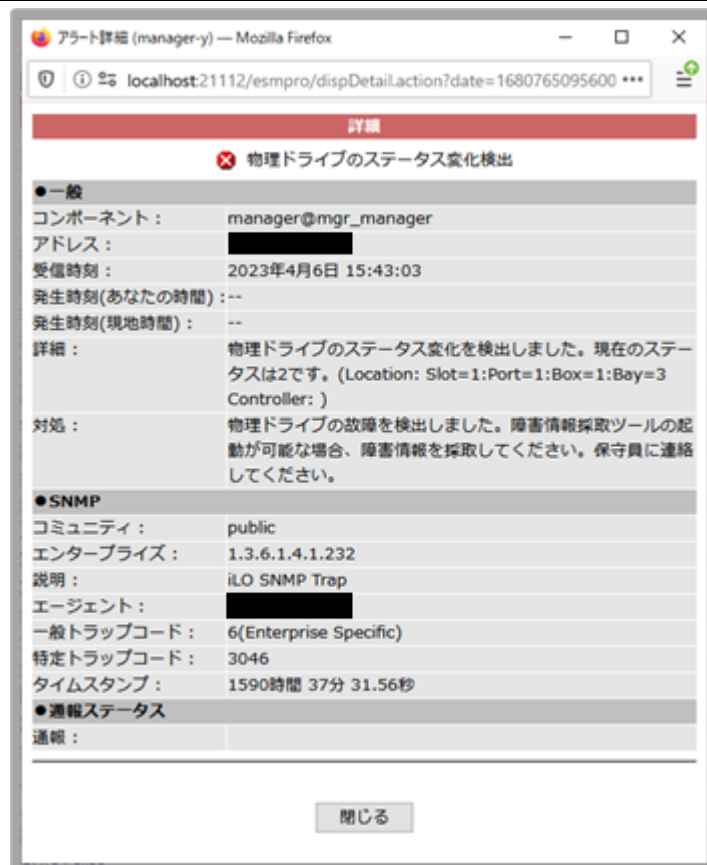 アラート詳細 (manager-y) — Mozilla Firefox
localhost:21112/esmpro/dispDetail.action?date=1680765095600 •••
詳細
物理ドライブのステータス変化検出
●一般
コンポーネント： manager@mgr_manager
アドレス：
受信時刻： 2023年4月6日 15:43:03
発生時刻(あなたの時間)：--
発生時刻(現地時間)： --
詳細： 物理ドライブのステータス変化を検出しました。現在のステー
タスは2です。(Location: Slot=1:Port=1:Box=1:Bay=3
Controller: )
対処： 物理ドライブの故障を検出しました。障害情報採取ツールの起
動が可能な場合、障害情報を採取してください。保守員に連絡
してください。
●SNMP
コミュニティ： public
エンタープライズ： 1.3.6.1.4.1.232
説明： iLO SNMP Trap
エージェント：
一般トラップコード： 6(Enterprise Specific)
特定トラップコード： 3046
タイムスタンプ： 1590時間 37分 31.56秒
●通報ステータス
通報：
閉じる